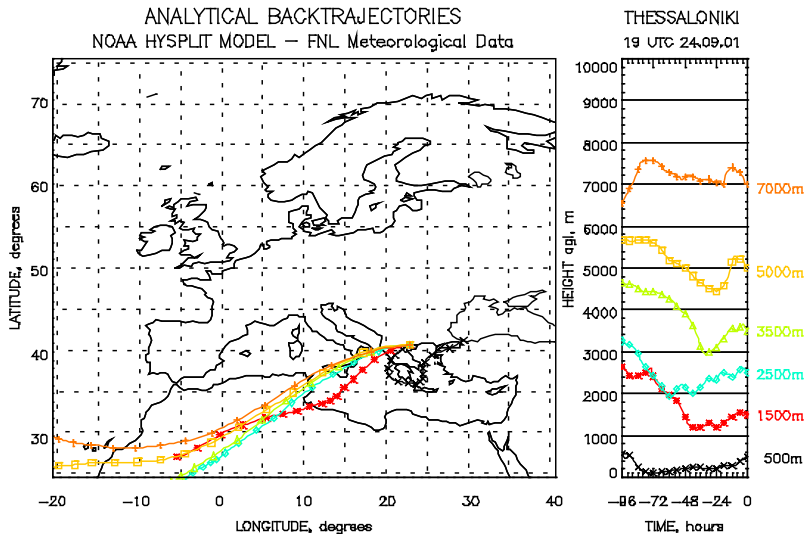 ANALYTICAL BACKTRAJECTORIES
NOAA HYSPLIT MODEL – FNL Meteorological Data
THESSALONIKI
19 UTC 24.09.01
LATITUDE, degrees
70
60
50
40
30
-20 -10 0 10 20 30 40
LONGITUDE, degrees
HEIGHT agl, m
10000
9000
8000
7000
6000
5000
4000
3000
2000
1000
0
7000m
5000m
3500m
2500m
1500m
500m
-96 -72 -48 -24 0
TIME, hours